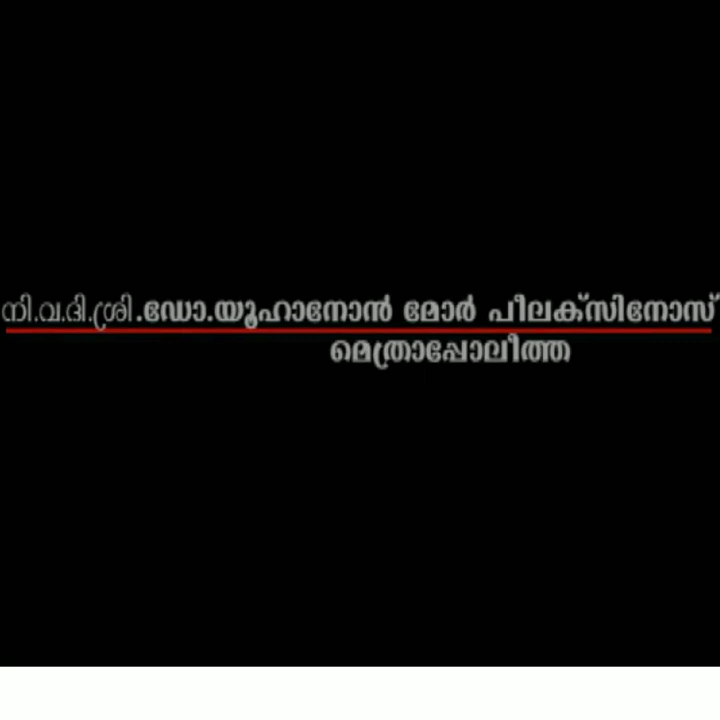 നി.വ.ദി.ശ്രി.ഡോ.യൂഹാനോൻ മോർ പീലക്സിനോസ്
മെത്രാപ്പോലീത്ത